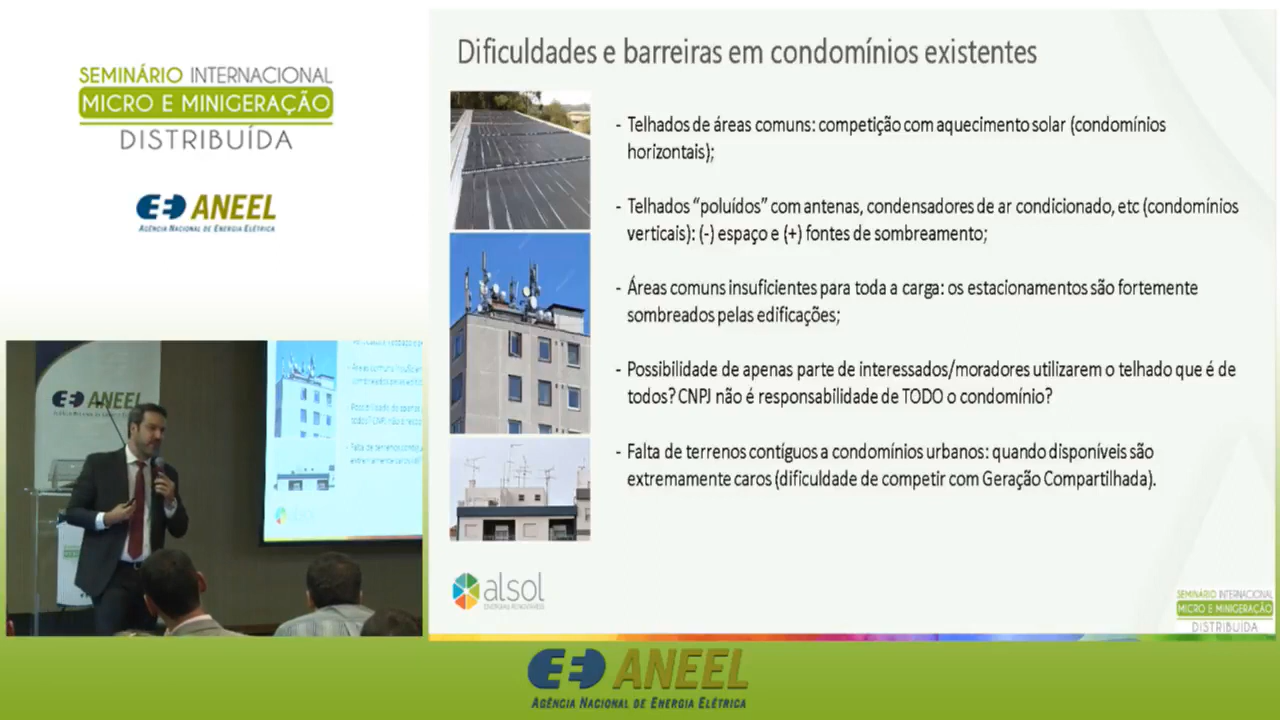 SEMINÁRIO INTERNACIONAL
MICRO E MINIGERAÇÃO
DISTRIBUÍDA
ANEEL
AGÊNCIA NACIONAL DE ENERGIA ELÉTRICA
Dificuldades e barreiras em condomínios existentes
- Telhados de áreas comuns: competição com aquecimento solar (condomínios
horizontais);
- Telhados “poluídos” com antenas, condensadores de ar condicionado, etc (condomínios
verticais): (-) espaço e (+) fontes de sombreamento;
- Áreas comuns insuficientes para toda a carga: os estacionamentos são fortemente
sombreados pelas edificações;
- Possibilidade de apenas parte de interessados/moradores utilizarem o telhado que é de
todos? CNPJ não é responsabilidade de TODO o condomínio?
- Falta de terrenos contíguos a condomínios urbanos: quando disponíveis são
extremamente caros (dificuldade de competir com Geração Compartilhada).
alsol
ENERGIAS RENOVÁVEIS
SEMINÁRIO INTERNACIONAL
MICRO E MINIGERAÇÃO
DISTRIBUÍDA
ANEEL
alsol
ANEEL
AGÊNCIA NACIONAL DE ENERGIA ELÉTRICA